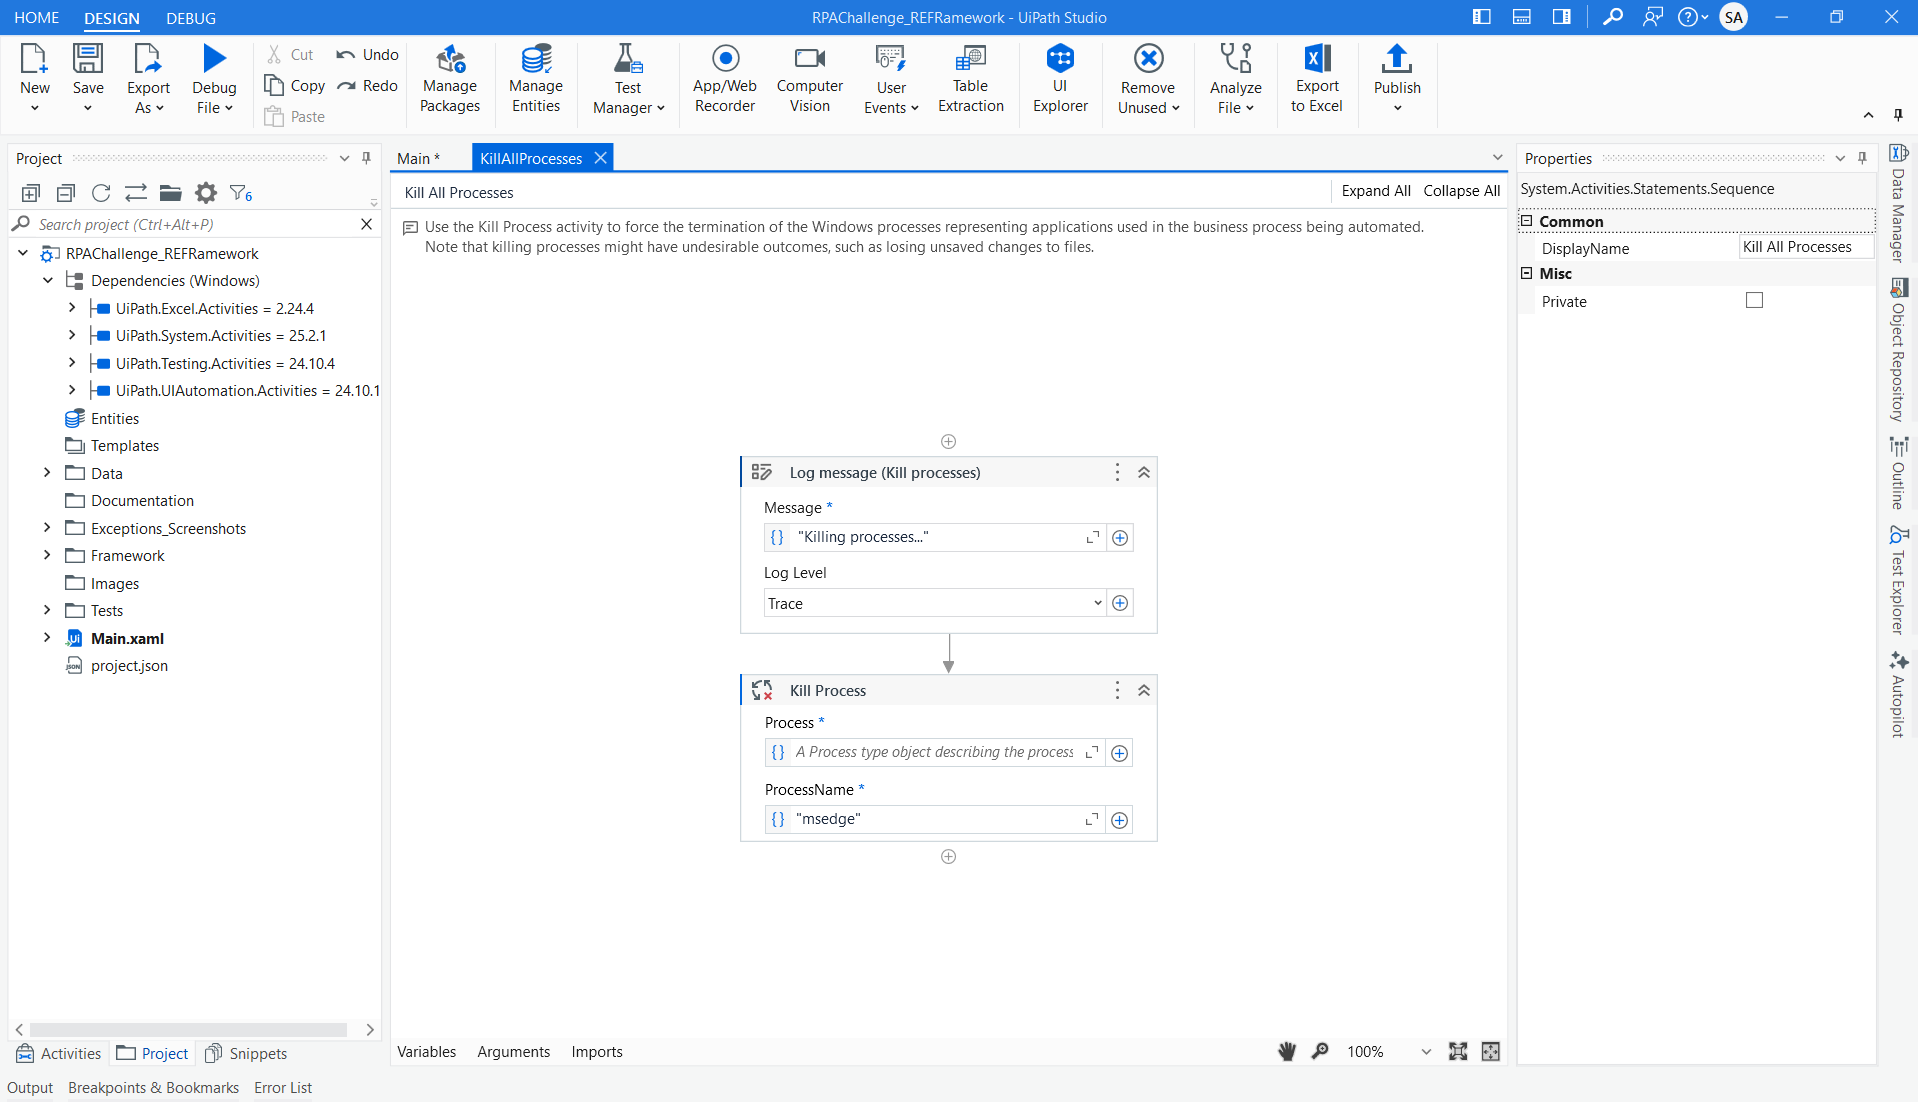 HOME DESIGN DEBUG RPAChallenge_REFRamework - UiPath Studio SA
New Save Export As Debug File Cut Copy Paste Undo Redo Manage Packages Manage Entities Test Manager App/Web Recorder Computer Vision User Events Table Extraction UI Explorer Remove Unused Analyze File Export to Excel Publish
Project
6
Search project (Ctrl+Alt+P)
RPAChallenge_REFRamework
Dependencies (Windows)
UiPath.Excel.Activities = 2.24.4
UiPath.System.Activities = 25.2.1
UiPath.Testing.Activities = 24.10.4
UiPath.UIAutomation.Activities = 24.10.1
Entities
Templates
Data
Documentation
Exceptions_Screenshots
Framework
Images
Tests
Main.xaml
project.json
Activities Project Snippets
Output Breakpoints & Bookmarks Error List
Main * KillAllProcesses
Kill All Processes Expand All Collapse All
Use the Kill Process activity to force the termination of the Windows processes representing applications used in the business process being automated.
Note that killing processes might have undesirable outcomes, such as losing unsaved changes to files.
Log message (Kill processes)
Message *
"Killing processes..."
Log Level
Trace
Kill Process
Process *
A Process type object describing the process
ProcessName *
"msedge"
Variables Arguments Imports 100%
Properties
System.Activities.Statements.Sequence
Common
DisplayName Kill All Processes
Misc
Private
Data Manager
Object Repository
Outline
Test Explorer
Autopilot